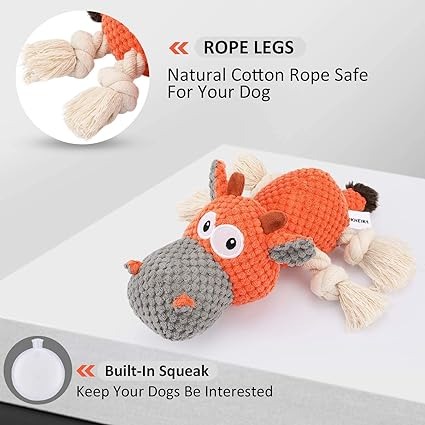 ROPE LEGS
Natural Cotton Rope Safe
For Your Dog
Built-In Squeak
Keep Your Dogs Be Interested